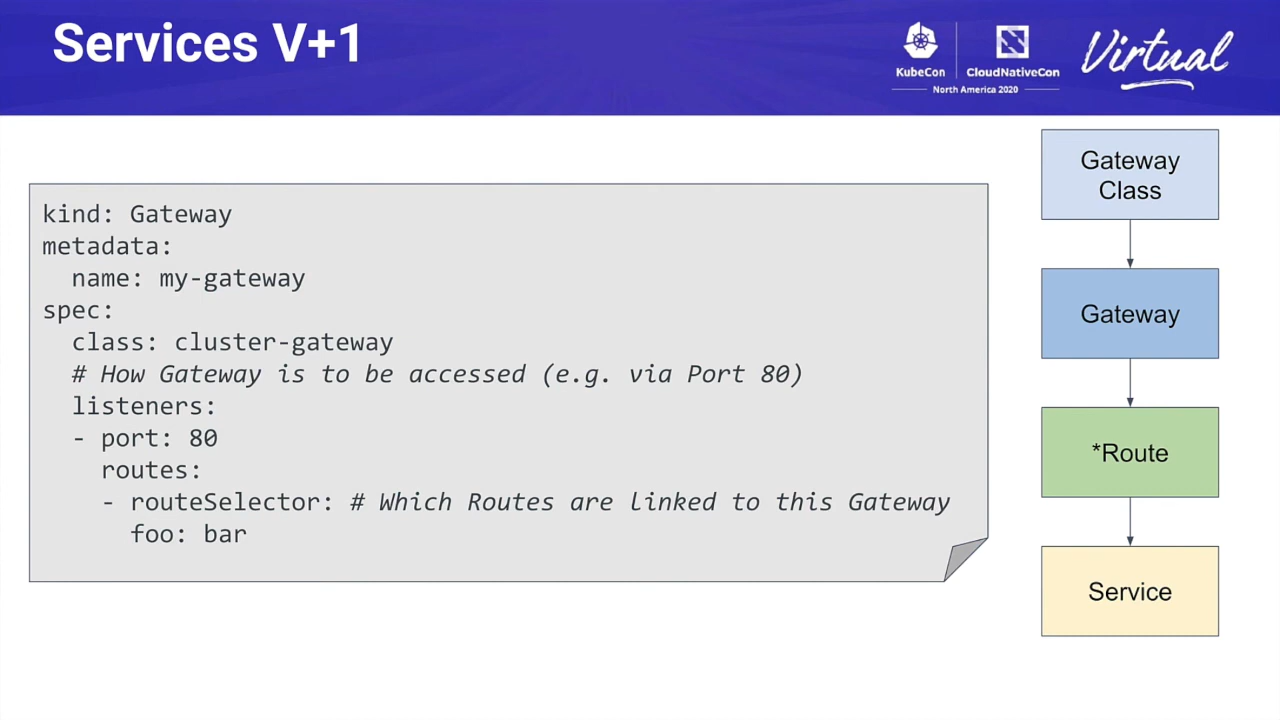 Services V+1
KubeCon
CloudNativeCon
North America 2020
Virtual
kind: Gateway
metadata:
  name: my-gateway
spec:
  class: cluster-gateway
  # How Gateway is to be accessed (e.g. via Port 80)
  listeners:
  - port: 80
    routes:
    - routeSelector: # Which Routes are linked to this Gateway
      foo: bar
Gateway
Class
Gateway
*Route
Service